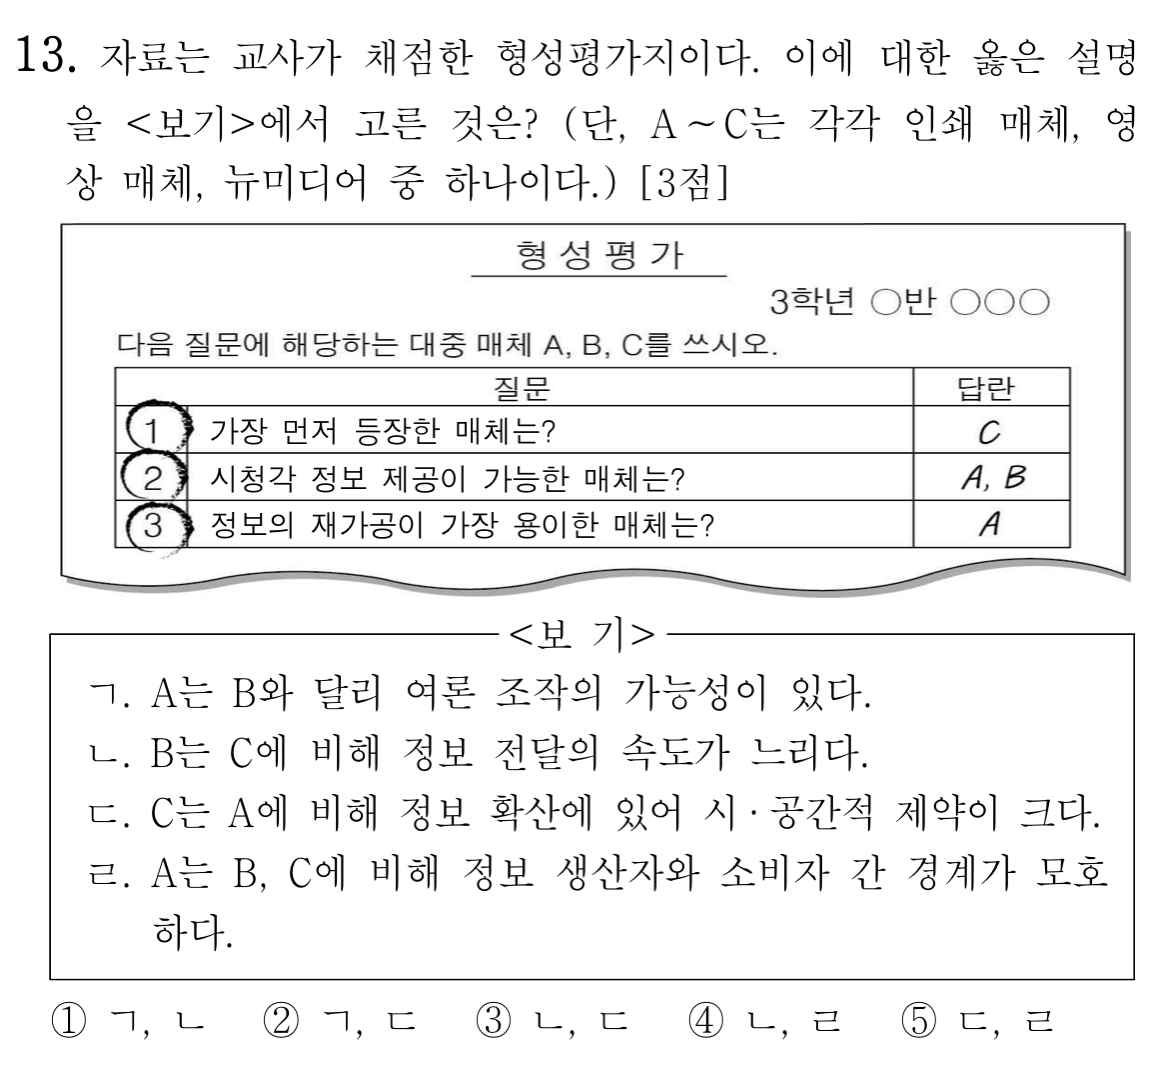 13. 자료는 교사가 채점한 형성평가지이다. 이에 대한 옳은 설명
을 <보기>에서 고른 것은? (단, A~C는 각각 인쇄 매체, 영
상 매체, 뉴미디어 중 하나이다.) [3점]
형 성 평 가
3학년 ○반 ○○○
다음 질문에 해당하는 대중 매체 A, B, C를 쓰시오.
질문 답란
1 가장 먼저 등장한 매체는? C
2 시청각 정보 제공이 가능한 매체는? A, B
3 정보의 재가공이 가장 용이한 매체는? A
<보 기>
ㄱ. A는 B와 달리 여론 조작의 가능성이 있다.
ㄴ. B는 C에 비해 정보 전달의 속도가 느리다.
ㄷ. C는 A에 비해 정보 확산에 있어 시·공간적 제약이 크다.
ㄹ. A는 B, C에 비해 정보 생산자와 소비자 간 경계가 모호
하다.
① ㄱ, ㄴ ② ㄱ, ㄷ ③ ㄴ, ㄷ ④ ㄴ, ㄹ ⑤ ㄷ, ㄹ